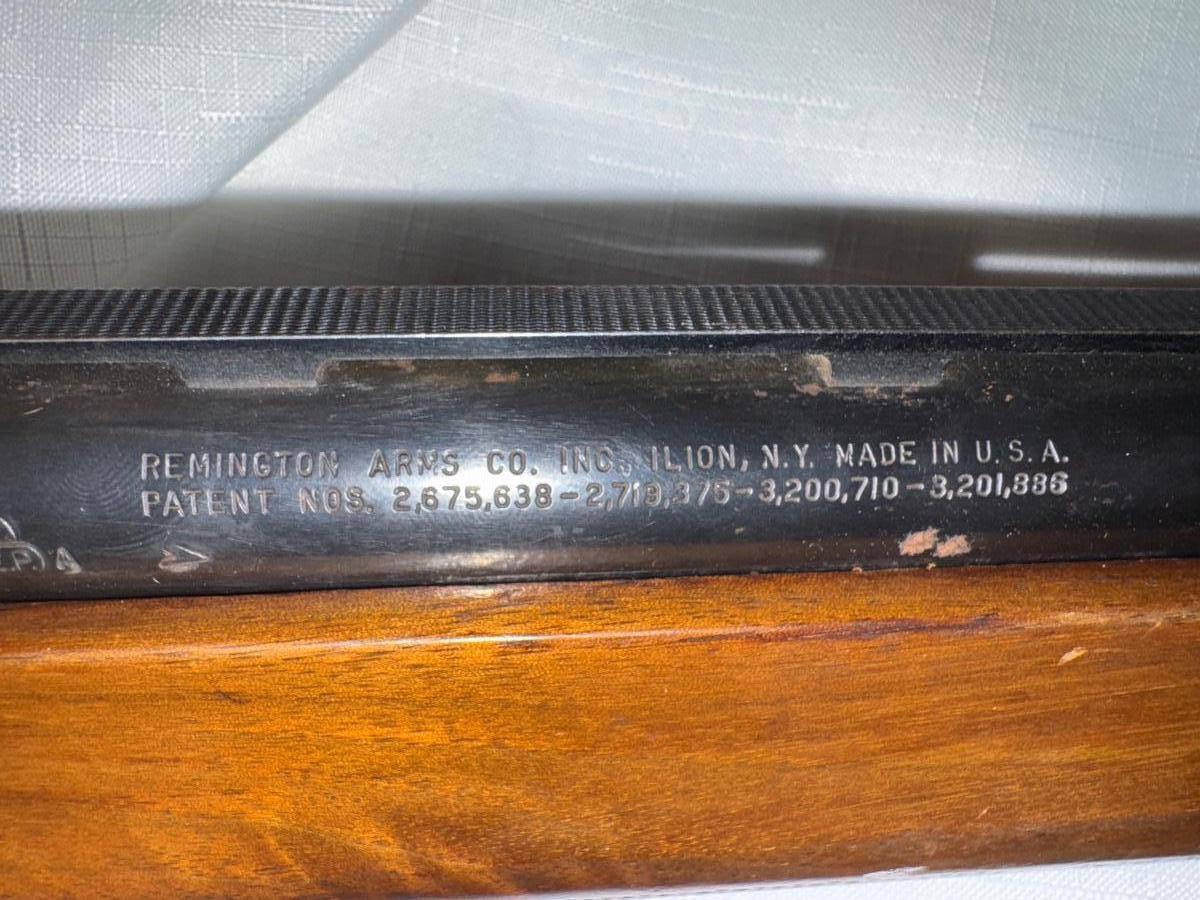 REMINGTON ARMS CO. INC. ILION, N.Y. MADE IN U.S.A.
PATENT NOS. 2,675,638-2,719,375-3,200,710-3,201,886